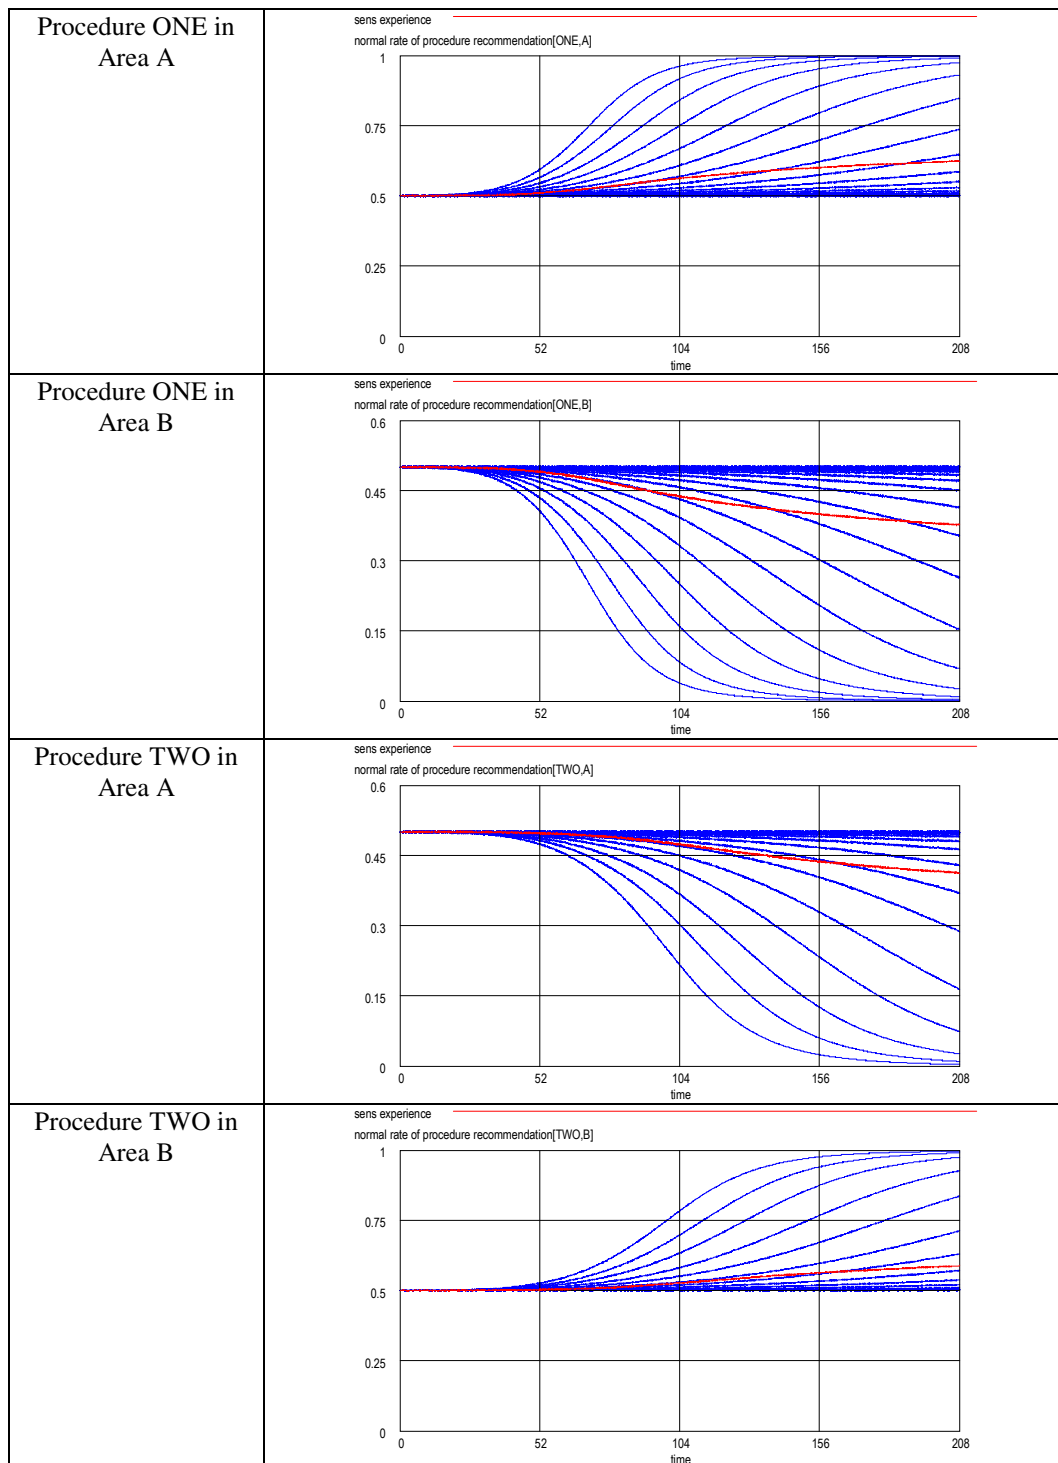 Procedure ONE in
Area A
sens experience
normal rate of procedure recommendation[ONE,A]
1
0.75
0.5
0.25
0
0 52 104 156 208
time
Procedure ONE in
Area B
sens experience
normal rate of procedure recommendation[ONE,B]
0.6
0.45
0.3
0.15
0
0 52 104 156 208
time
Procedure TWO in
Area A
sens experience
normal rate of procedure recommendation[TWO,A]
0.6
0.45
0.3
0.15
0
0 52 104 156 208
time
Procedure TWO in
Area B
sens experience
normal rate of procedure recommendation[TWO,B]
1
0.75
0.5
0.25
0
0 52 104 156 208
time